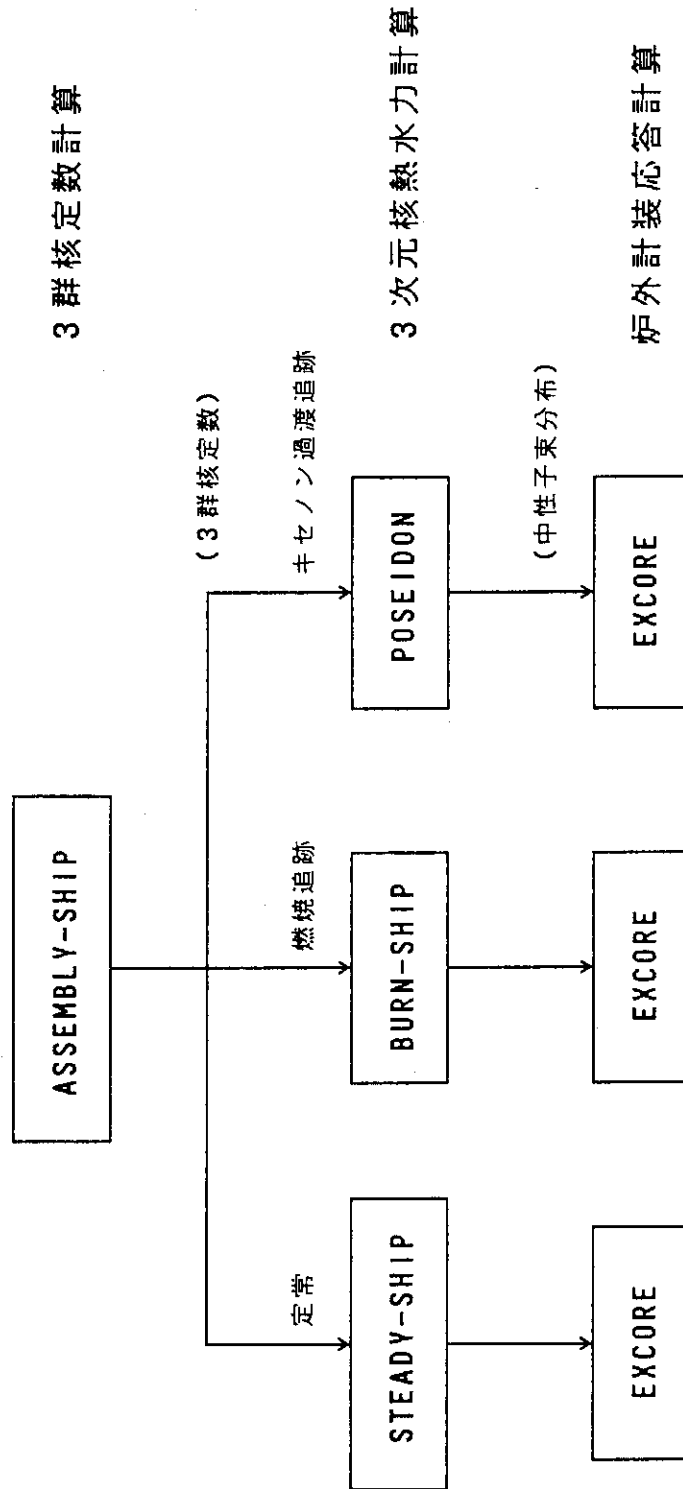 ASSEMBLY-SHIP
3群核定数計算
(3群核定数)
定常
燃焼追跡
キセノン過渡追跡
STEADY-SHIP
BURN-SHIP
POSEIDON
3次元核熱水力計算
(中性子束分布)
EXCORE
EXCORE
EXCORE
炉外計装応答計算